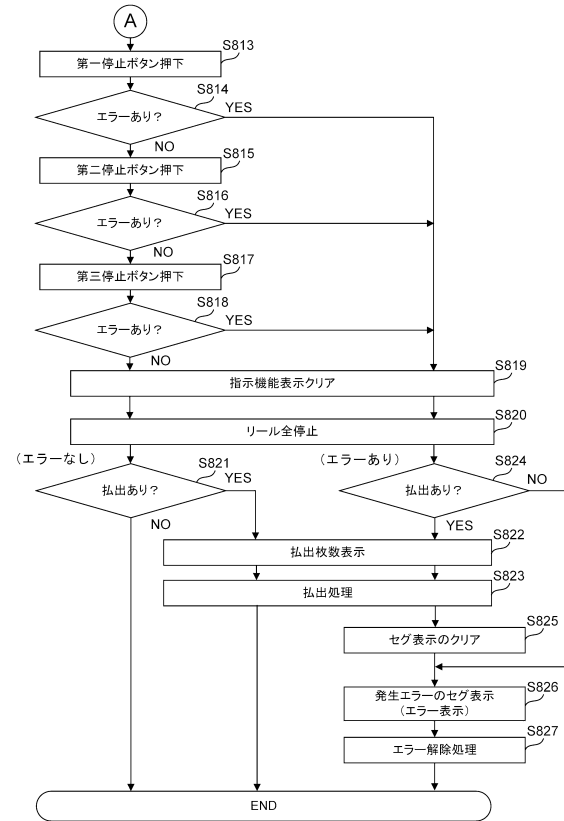 A
S813
第一停止ボタン押下
S814
エラーあり？
YES
NO
S815
第二停止ボタン押下
S816
エラーあり？
YES
NO
S817
第三停止ボタン押下
S818
エラーあり？
YES
NO
S819
指示機能表示クリア
S820
リール全停止
（エラーなし）
S821
払出あり？
YES
NO
（エラーあり）
S824
払出あり？
NO
YES
S822
払出枚数表示
S823
払出処理
S825
セグ表示のクリア
S826
発生エラーのセグ表示
（エラー表示）
S827
エラー解除処理
END